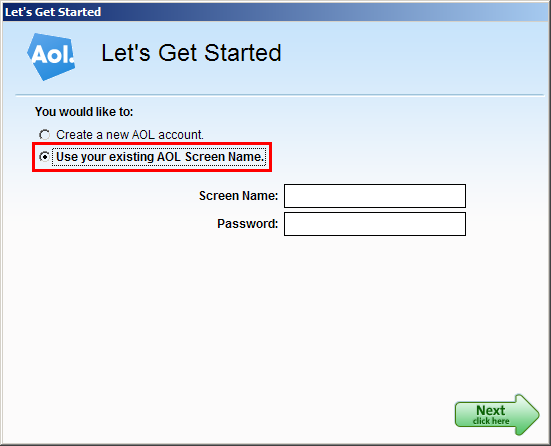 Let's Get Started
Aol.
Let's Get Started
You would like to:
Create a new AOL account.
Use your existing AOL Screen Name.
Screen Name:
Password:
Next
click here